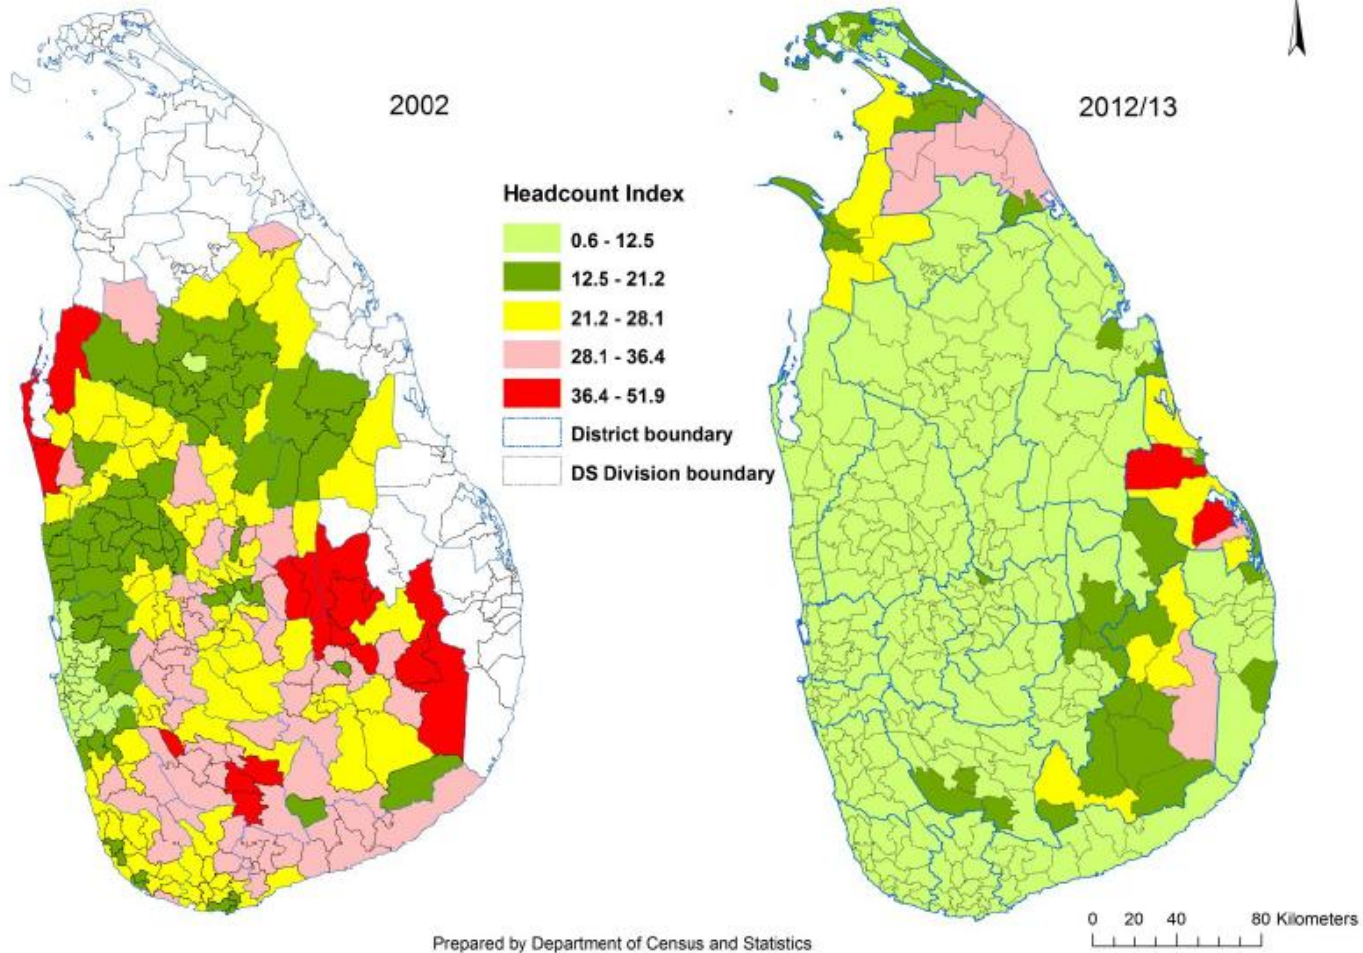 2002
2012/13
Headcount Index
0.6 - 12.5
12.5 - 21.2
21.2 - 28.1
28.1 - 36.4
36.4 - 51.9
District boundary
DS Division boundary
0 20 40 80 Kilometers
Prepared by Department of Census and Statistics